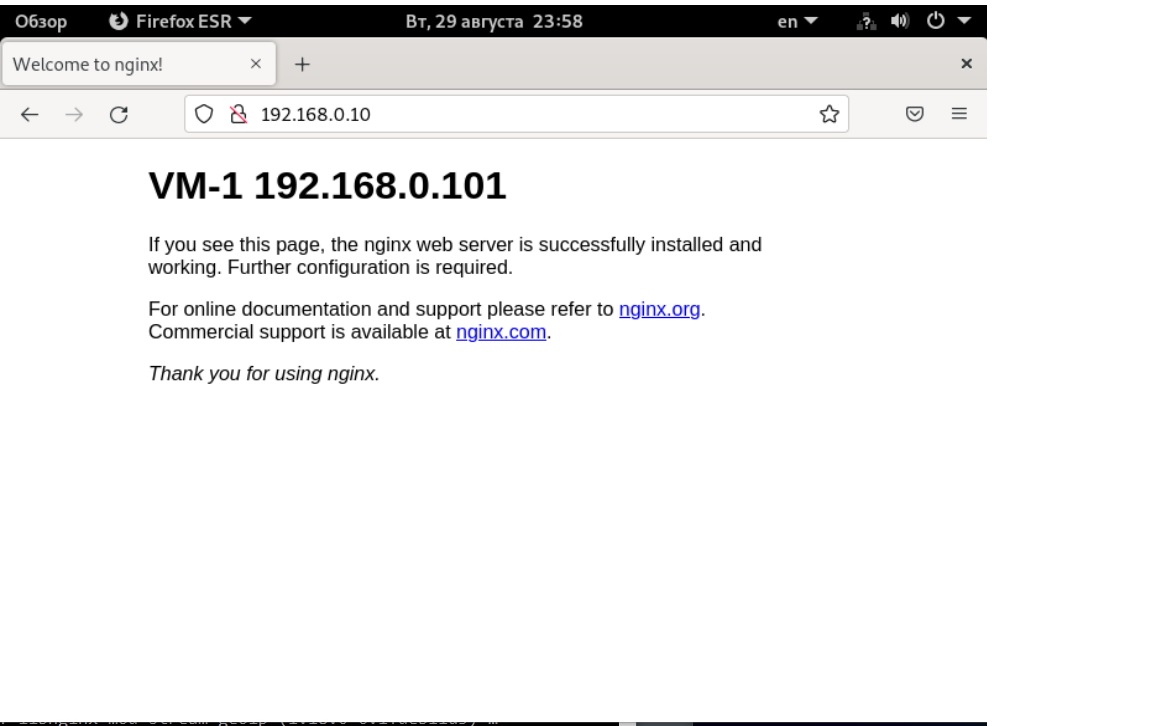 Обзор Firefox ESR Вт, 29 августа 23:58 en
Welcome to nginx!
192.168.0.10
VM-1 192.168.0.101
If you see this page, the nginx web server is successfully installed and
working. Further configuration is required.
For online documentation and support please refer to nginx.org.
Commercial support is available at nginx.com.
Thank you for using nginx.